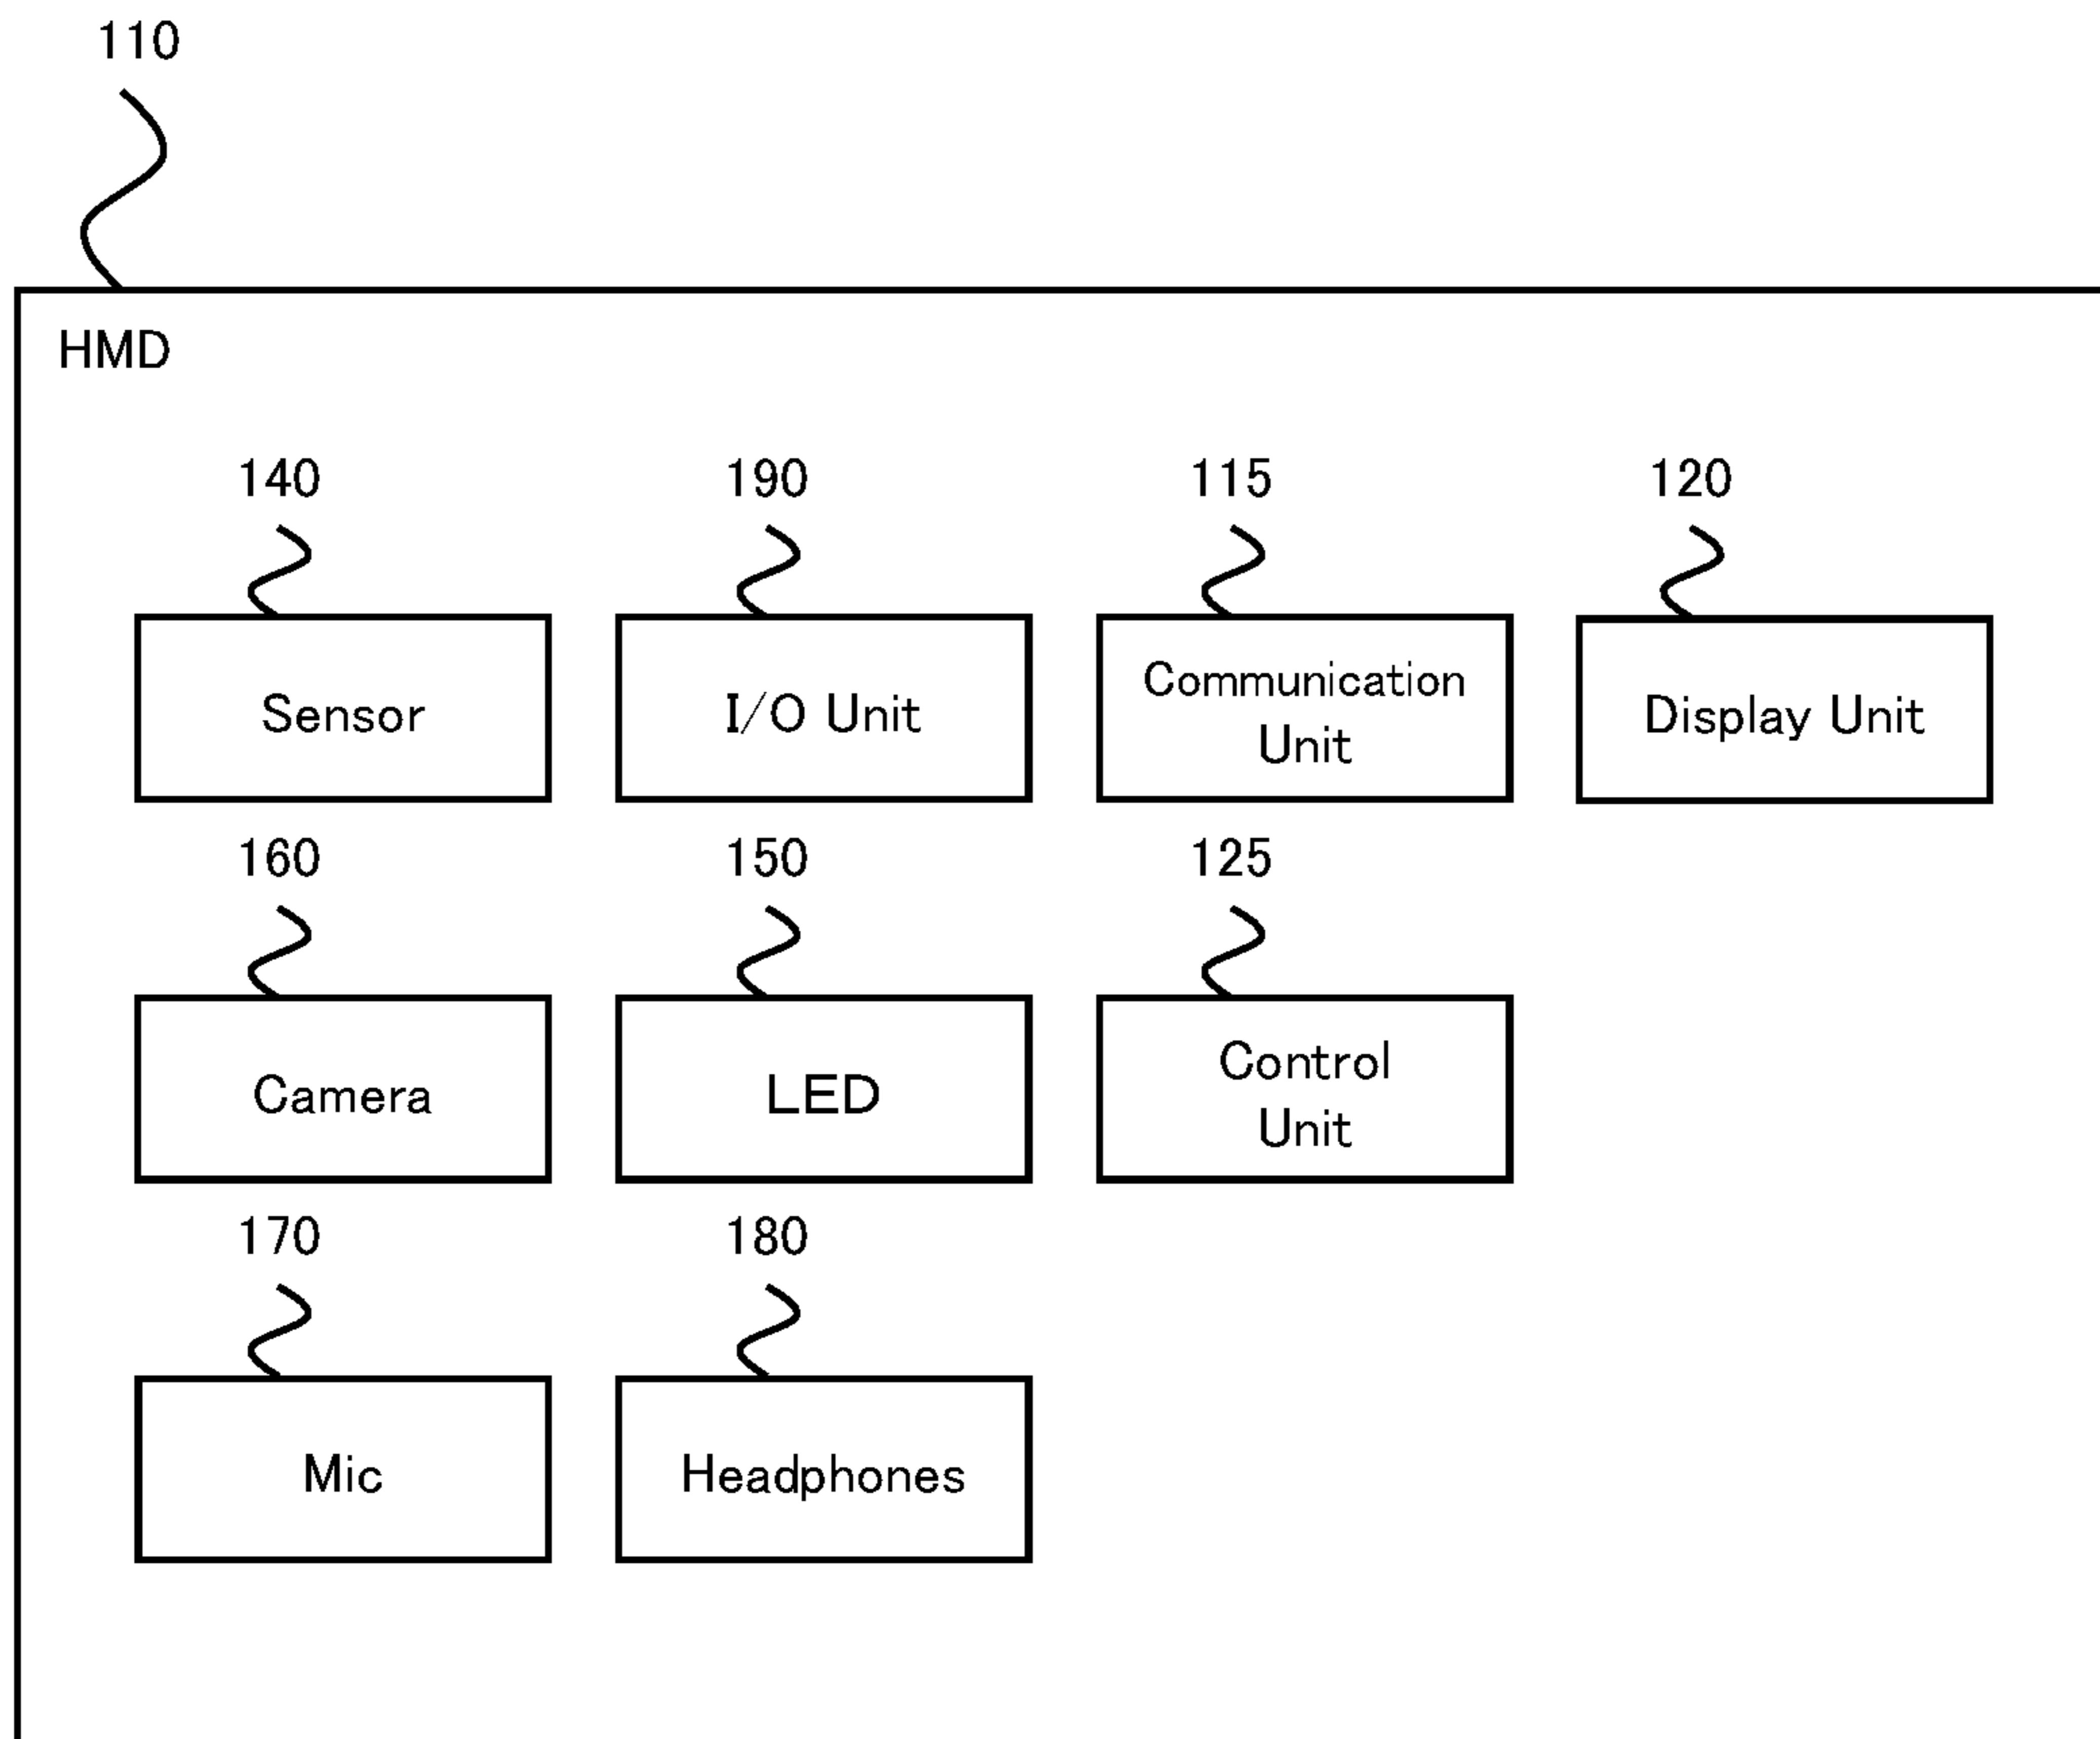 110
HMD
140 190 115 120
Sensor
I/O Unit
Communication
Unit
Display Unit
160 150 125
Camera
LED
Control
Unit
170 180
Mic
Headphones